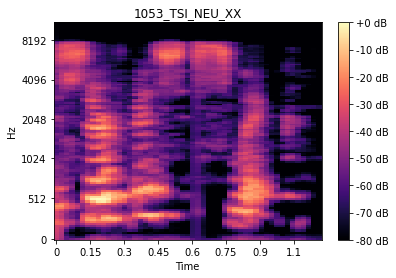 1053_TSI_NEU_XX
+0 dB
8192
-10 dB
4096
-20 dB
-30 dB
2048
Hz
-40 dB
1024
-50 dB
512
-60 dB
-70 dB
0
-80 dB
0 0.15 0.3 0.45 0.6 0.75 0.9 1.1
Time